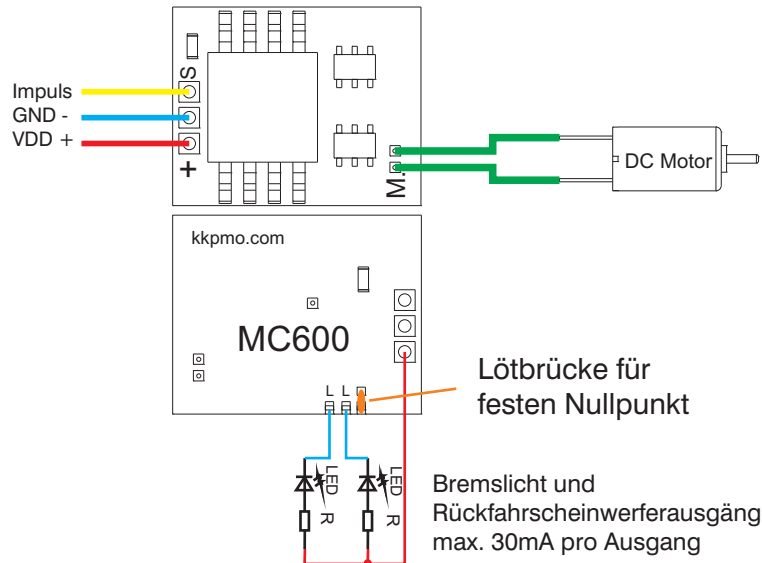 S
Impuls
GND -
VDD +
+
M.
DC Motor
kkpmo.com
MC600
L L
Lötbrücke für
festen Nullpunkt
LED
R
LED
R
Bremslicht und
Rückfahrscheinwerferausgäng
max. 30mA pro Ausgang